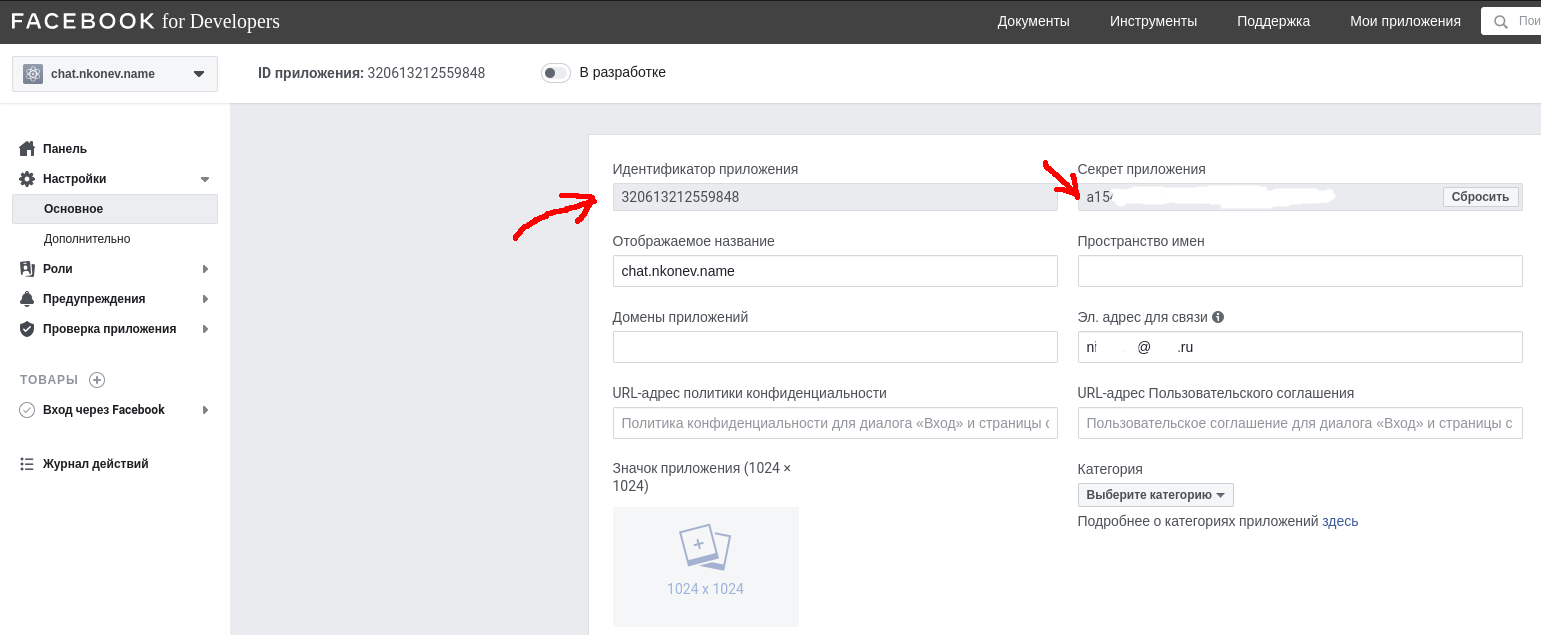 FACEBOOK for Developers
Документы Инструменты Поддержка Мои приложения Пои
chat.nkonev.name
ID приложения: 320613212559848
В разработке
Панель
Настройки
Основное
Дополнительно
Роли
Предупреждения
Проверка приложения
ТОВАРЫ
Вход через Facebook
Журнал действий
Идентификатор приложения
320613212559848
Секрет приложения
a15
Сбросить
Отображаемое название
chat.nkonev.name
Пространство имен
Домены приложений
Эл. адрес для связи
ni @ .ru
URL-адрес политики конфиденциальности
Политика конфиденциальности для диалога «Вход» и страницы с
URL-адрес Пользовательского соглашения
Пользовательское соглашение для диалога «Вход» и страницы с
Значок приложения (1024 ×
1024)
1024 x 1024
Категория
Выберите категорию
Подробнее о категориях приложений здесь